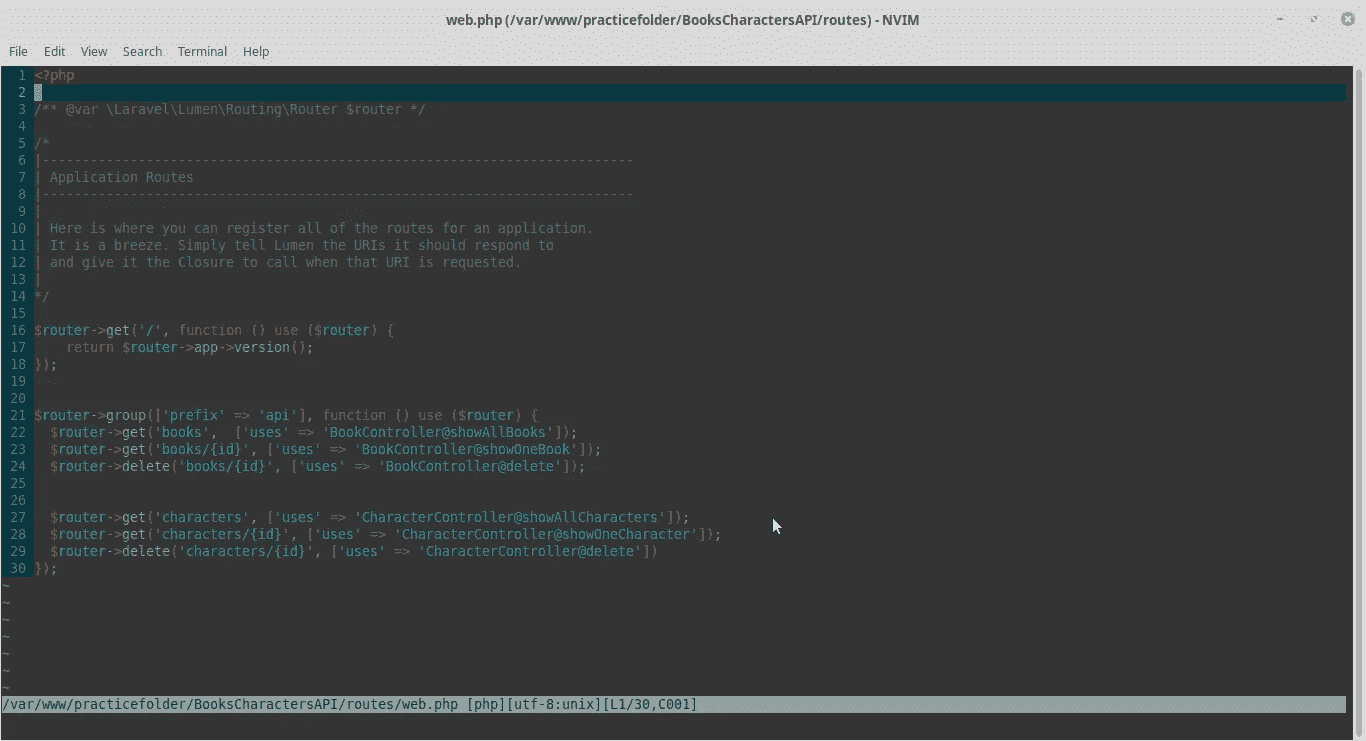 web.php (/var/www/practicefolder/BooksCharactersAPI/routes) - NVIM
File Edit View Search Terminal Help
1 <?php
2
3 /** @var \Laravel\Lumen\Routing\Router $router */
4
5 /*
6 |--------------------------------------------------------------------------
7 | Application Routes
8 |--------------------------------------------------------------------------
9 |
10 | Here is where you can register all of the routes for an application.
11 | It is a breeze. Simply tell Lumen the URIs it should respond to
12 | and give it the Closure to call when that URI is requested.
13 |
14 */
15
16 $router->get('/', function () use ($router) {
17     return $router->app->version();
18 });
19
20
21 $router->group(['prefix' => 'api'], function () use ($router) {
22   $router->get('books',  ['uses' => 'BookController@showAllBooks']);
23   $router->get('books/{id}', ['uses' => 'BookController@showOneBook']);
24   $router->delete('books/{id}', ['uses' => 'BookController@delete']);
25
26
27   $router->get('characters', ['uses' => 'CharacterController@showAllCharacters']);
28   $router->get('characters/{id}', ['uses' => 'CharacterController@showOneCharacter']);
29   $router->delete('characters/{id}', ['uses' => 'CharacterController@delete'])
30 });
~
~
~
~
~
~
~
/var/www/practicefolder/BooksCharactersAPI/routes/web.php [php][utf-8:unix][L1/30,C001]